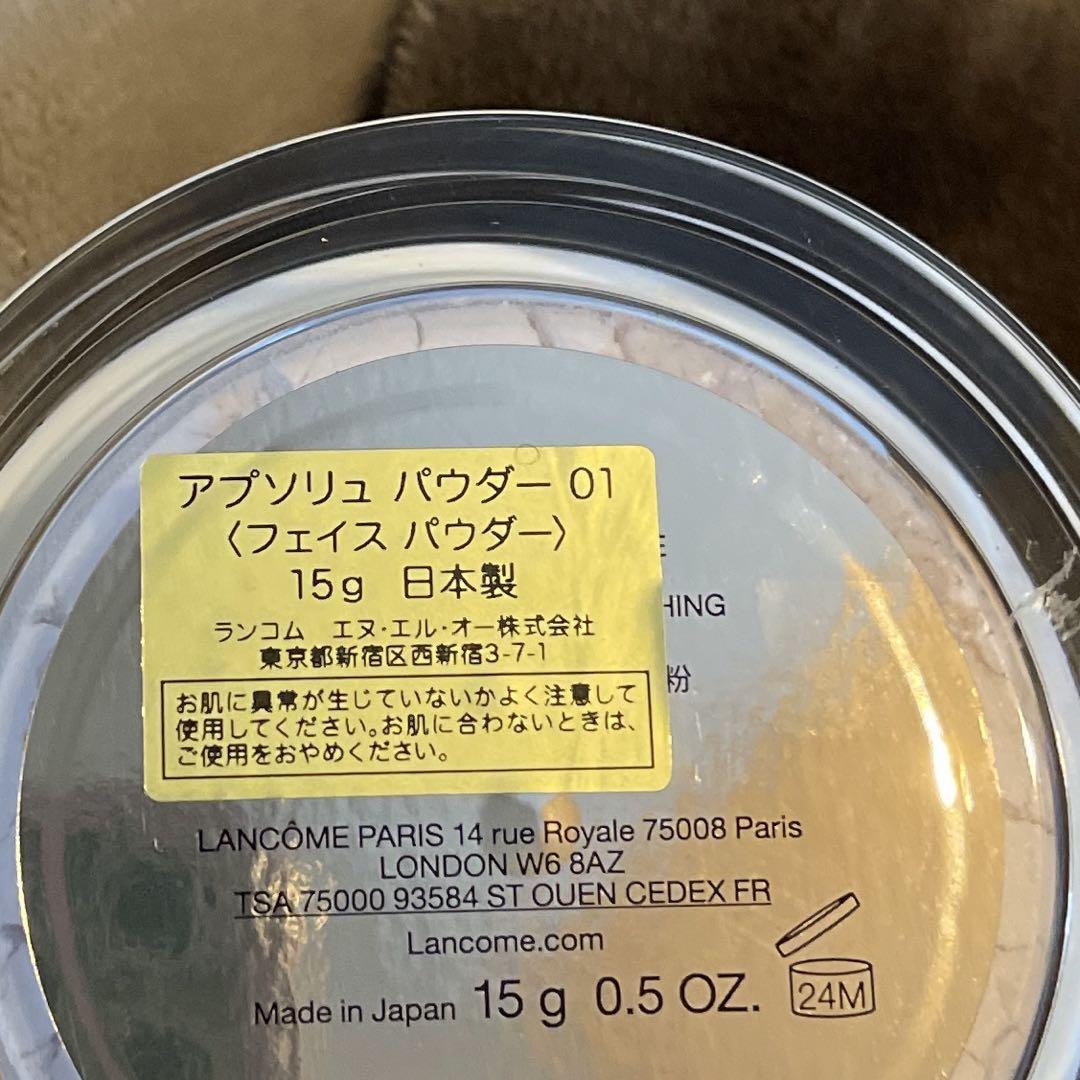 アプソリュ パウダー 01
〈フェイス パウダー〉
15g 日本製
ランコム エヌ・エル・オー株式会社
東京都新宿区西新宿3-7-1
お肌に異常が生じていないかよく注意して
使用してください。お肌に合わないときは、
ご使用をおやめください。
粉
LANCÔME PARIS 14 rue Royale 75008 Paris
LONDON W6 8AZ
TSA 75000 93584 ST OUEN CEDEX FR
Lancome.com
Made in Japan 15 g 0.5 OZ.
24M